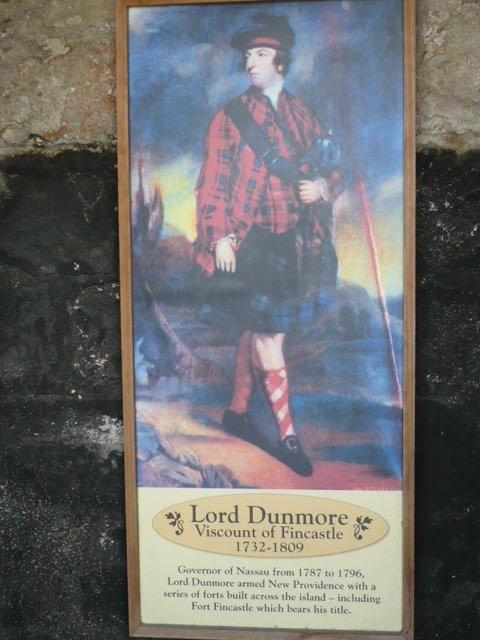 Lord Dunmore
Viscount of Fincastle
1732-1809
Governor of Nassau from 1787 to 1796,
Lord Dunmore armed New Providence with a
series of forts built across the island – including
Fort Fincastle which bears his title.